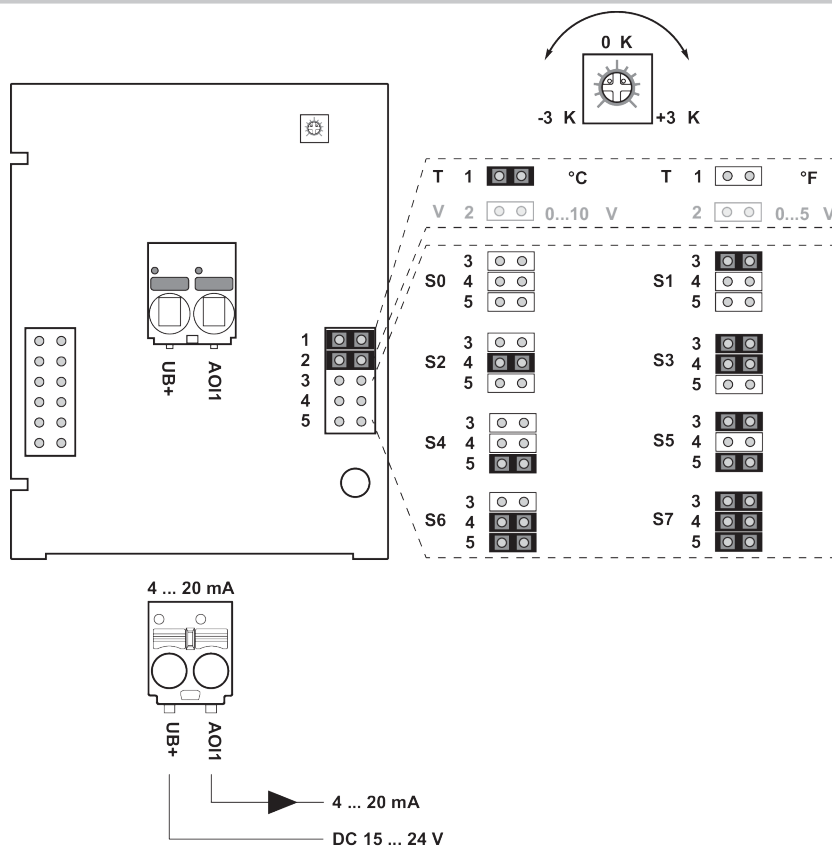 0 K
-3 K +3 K
T 1 °C T 1 °F
V 2 0...10 V 2 0...5 V
3 3
S0 4 S1 4
5 5
1
2
3
4
5
3 3
S2 4 S3 4
5 5
UB+ AOI1
3 3
S4 4 S5 4
5 5
3 3
S6 4 S7 4
5 5
4 ... 20 mA
UB+ AOI1
4 ... 20 mA
DC 15 ... 24 V